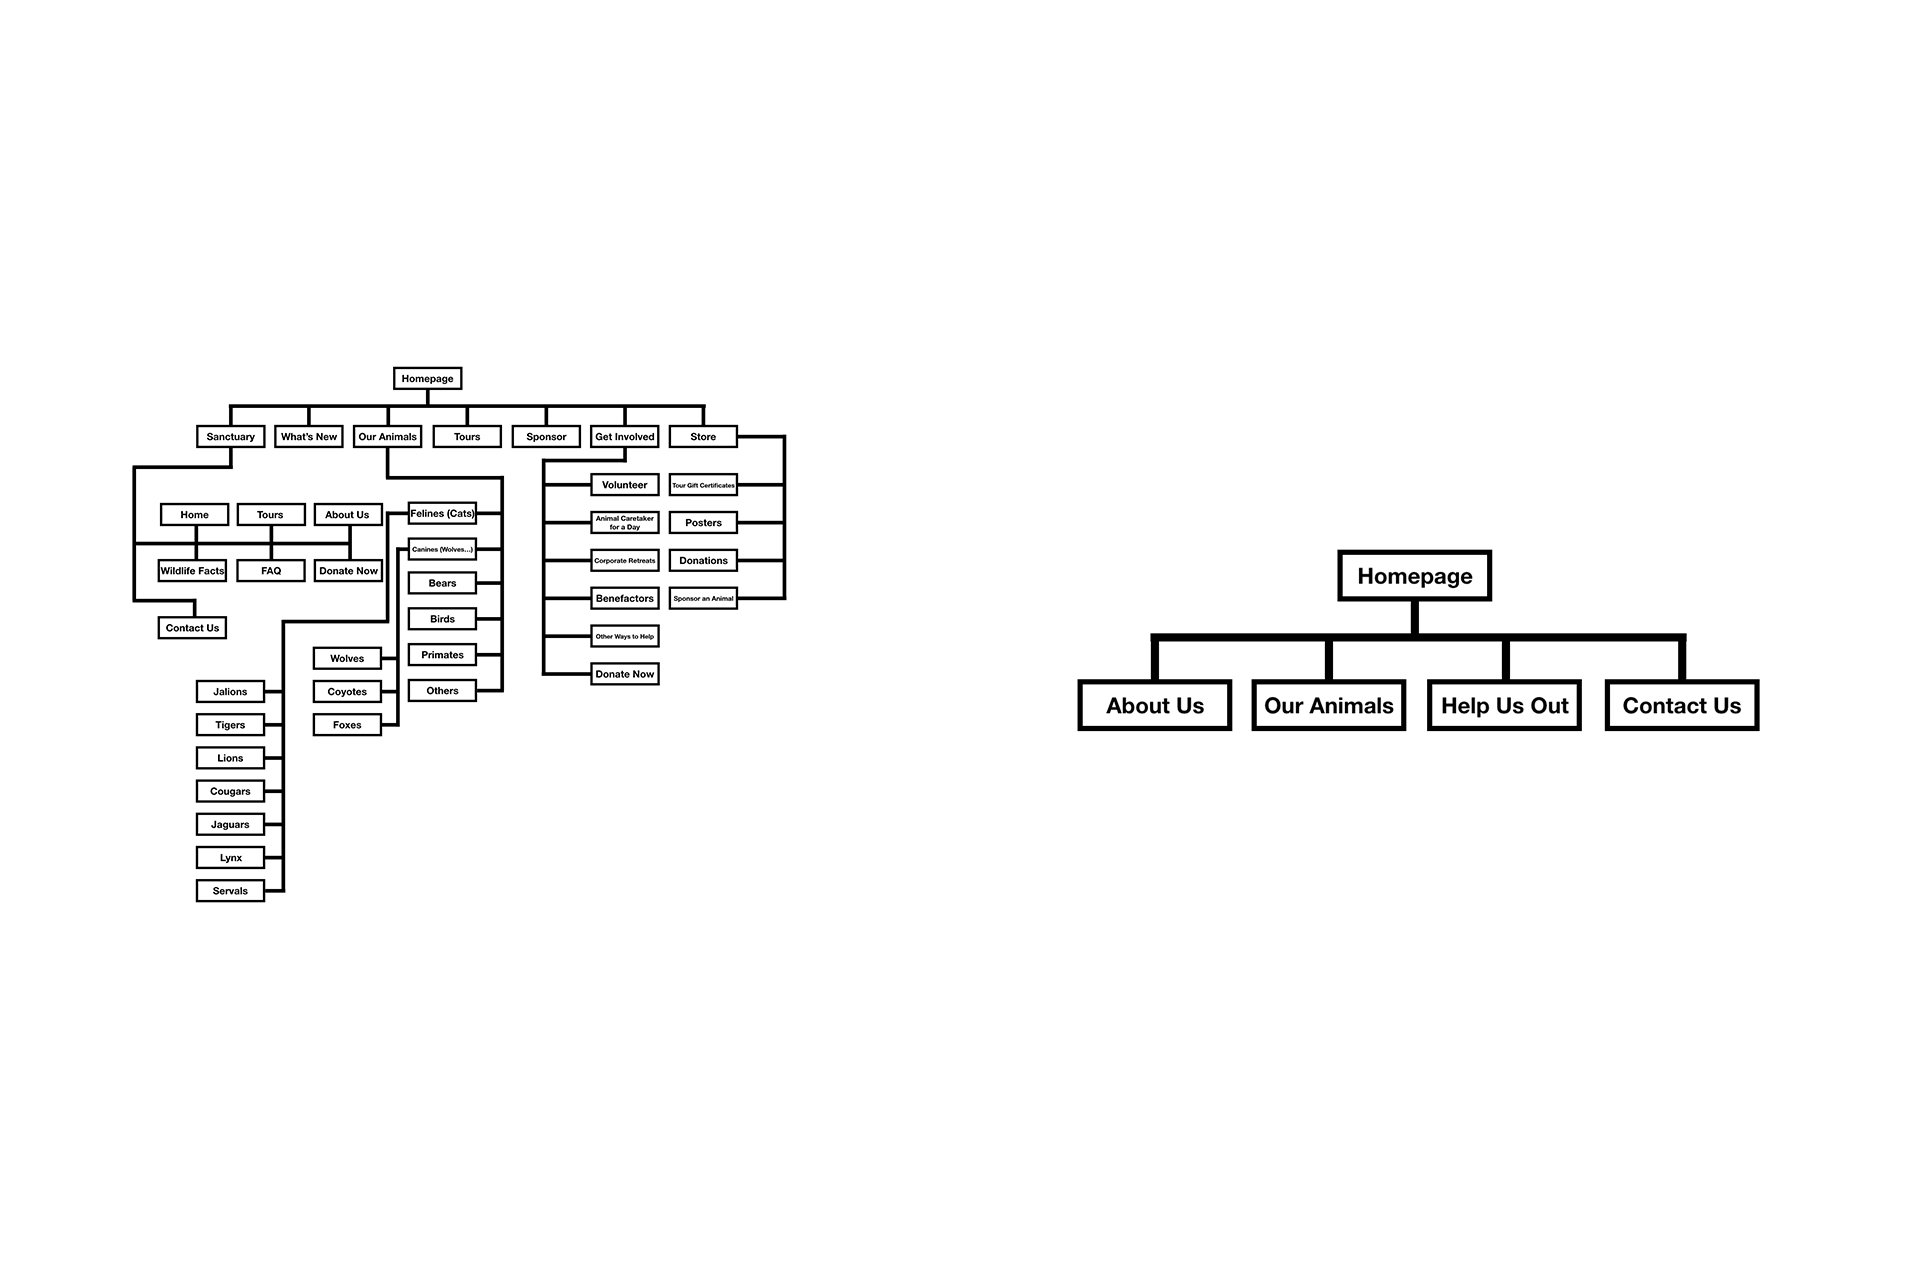 Homepage
Sanctuary
What's New
Our Animals
Tours
Sponsor
Get Involved
Store
Home
Tours
About Us
Wildlife Facts
FAQ
Donate Now
Contact Us
Felines (Cats)
Canines (Wolves...)
Bears
Birds
Primates
Others
Wolves
Coyotes
Foxes
Jalions
Tigers
Lions
Cougars
Jaguars
Lynx
Servals
Volunteer
Animal Caretaker
for a Day
Corporate Retreats
Benefactors
Other Ways to Help
Donate Now
Tour Gift Certificates
Posters
Donations
Sponsor an Animal
Homepage
About Us
Our Animals
Help Us Out
Contact Us